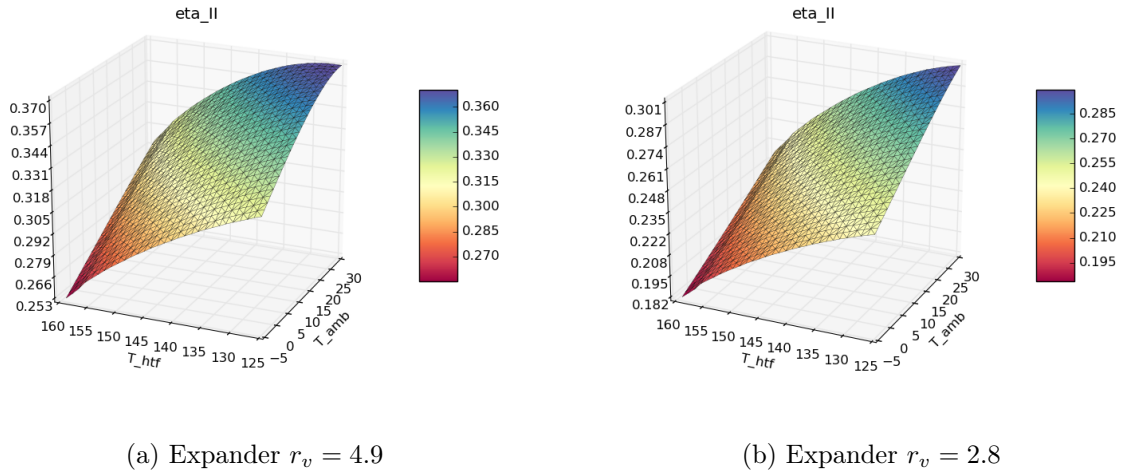 eta_II
0.370
0.357
0.344
0.331
0.318
0.305
0.292
0.279
0.266
0.253
160 155 150 145 140 135 130 125
T_htf
−5 0 5 10 15 20 25 30
T_amb
0.360
0.345
0.330
0.315
0.300
0.285
0.270
(a) Expander r_v = 4.9
eta_II
0.301
0.287
0.274
0.261
0.248
0.235
0.222
0.208
0.195
0.182
160 155 150 145 140 135 130 125
T_htf
−5 0 5 10 15 20 25 30
T_amb
0.285
0.270
0.255
0.240
0.225
0.210
0.195
(b) Expander r_v = 2.8